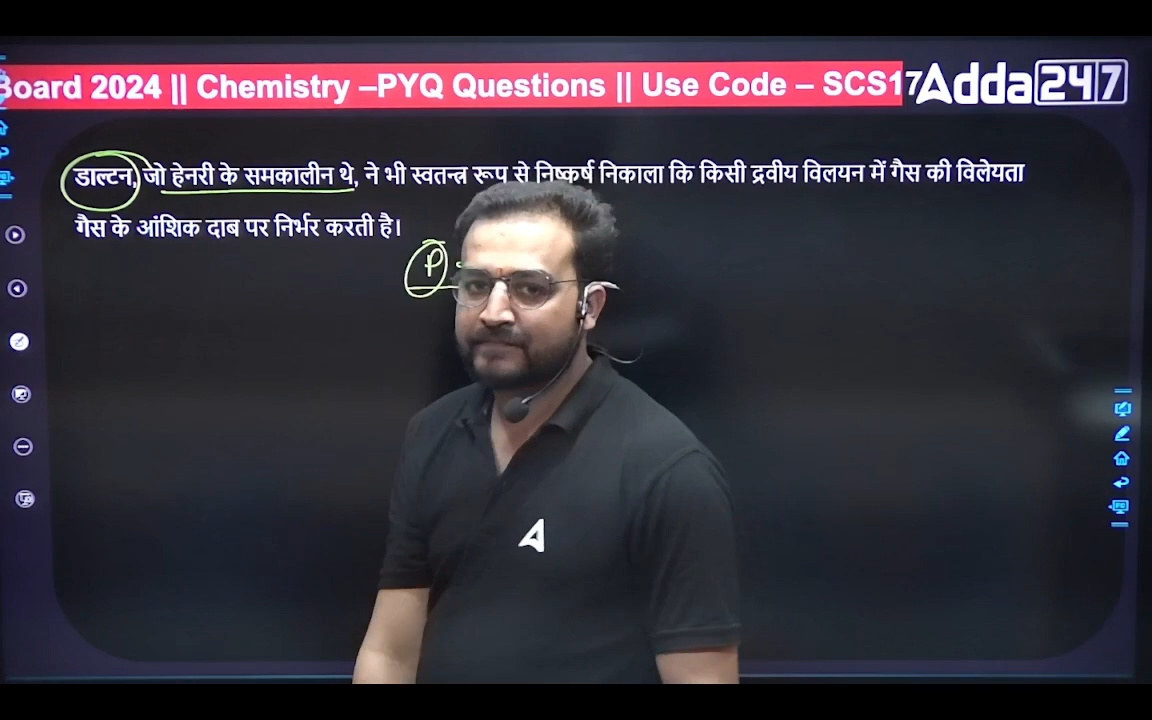 Board 2024 || Chemistry –PYQ Questions || Use Code – SCS17
Adda247
डाल्टन, जो हेनरी के समकालीन थे, ने भी स्वतन्त्र रूप से निष्कर्ष निकाला कि किसी द्रवीय विलयन में गैस की विलेयता
गैस के आंशिक दाब पर निर्भर करती है।
P